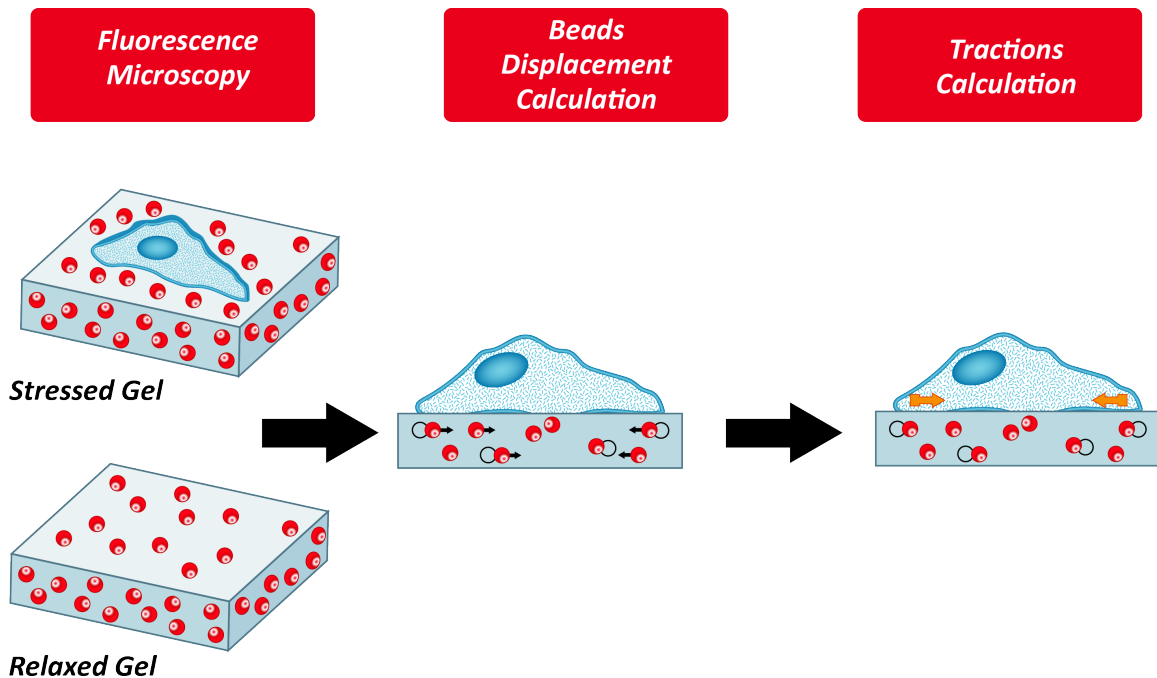 Fluorescence
Microscopy
Beads
Displacement
Calculation
Tractions
Calculation
Stressed Gel
Relaxed Gel